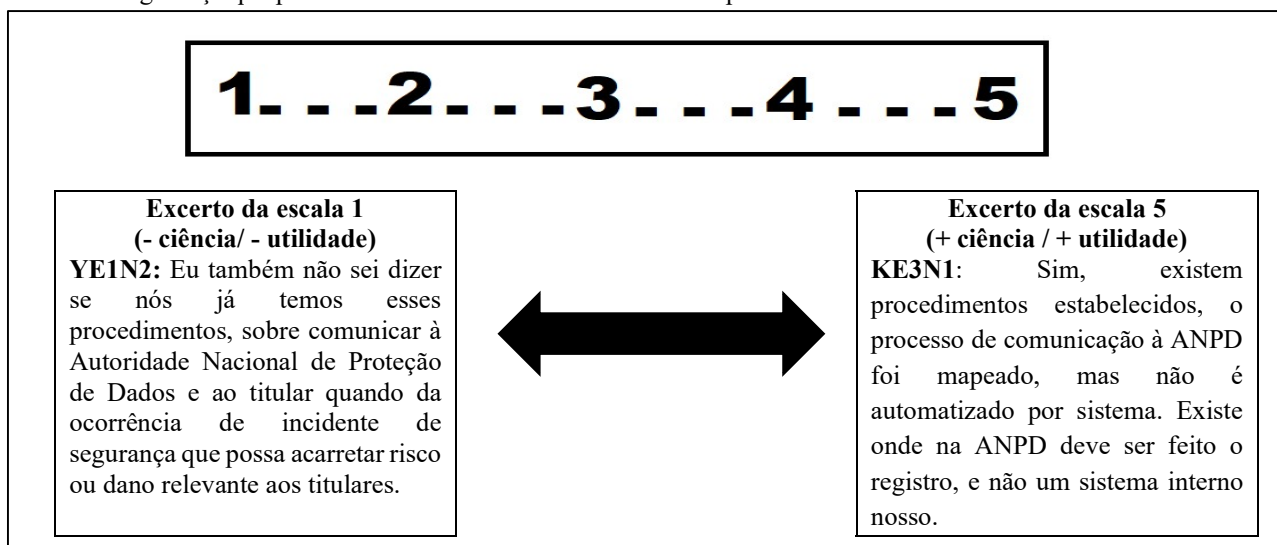 1- - -2- - -3- - -4 - - -5
Excerto da escala 1
(- ciência/ - utilidade)
YE1N2: Eu também não sei dizer
se nós já temos esses
procedimentos, sobre comunicar à
Autoridade Nacional de Proteção
de Dados e ao titular quando da
ocorrência de incidente de
segurança que possa acarretar risco
ou dano relevante aos titulares.
Excerto da escala 5
(+ ciência / + utilidade)
KE3N1: Sim, existem
procedimentos estabelecidos, o
processo de comunicação à ANPD
foi mapeado, mas não é
automatizado por sistema. Existe
onde na ANPD deve ser feito o
registro, e não um sistema interno
nosso.